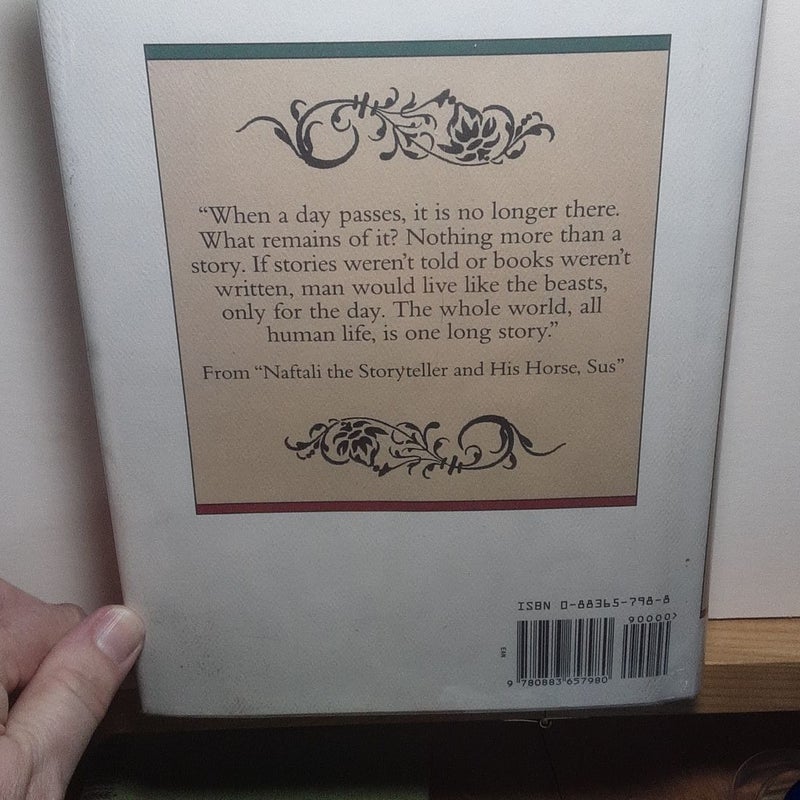 “When a day passes, it is no longer there.
What remains of it? Nothing more than a
story. If stories weren’t told or books weren’t
written, man would live like the beasts,
only for the day. The whole world, all
human life, is one long story.”
From “Naftali the Storyteller and His Horse, Sus”
ISBN 0-88365-798-8
90000>
EAN
9 780883 657980